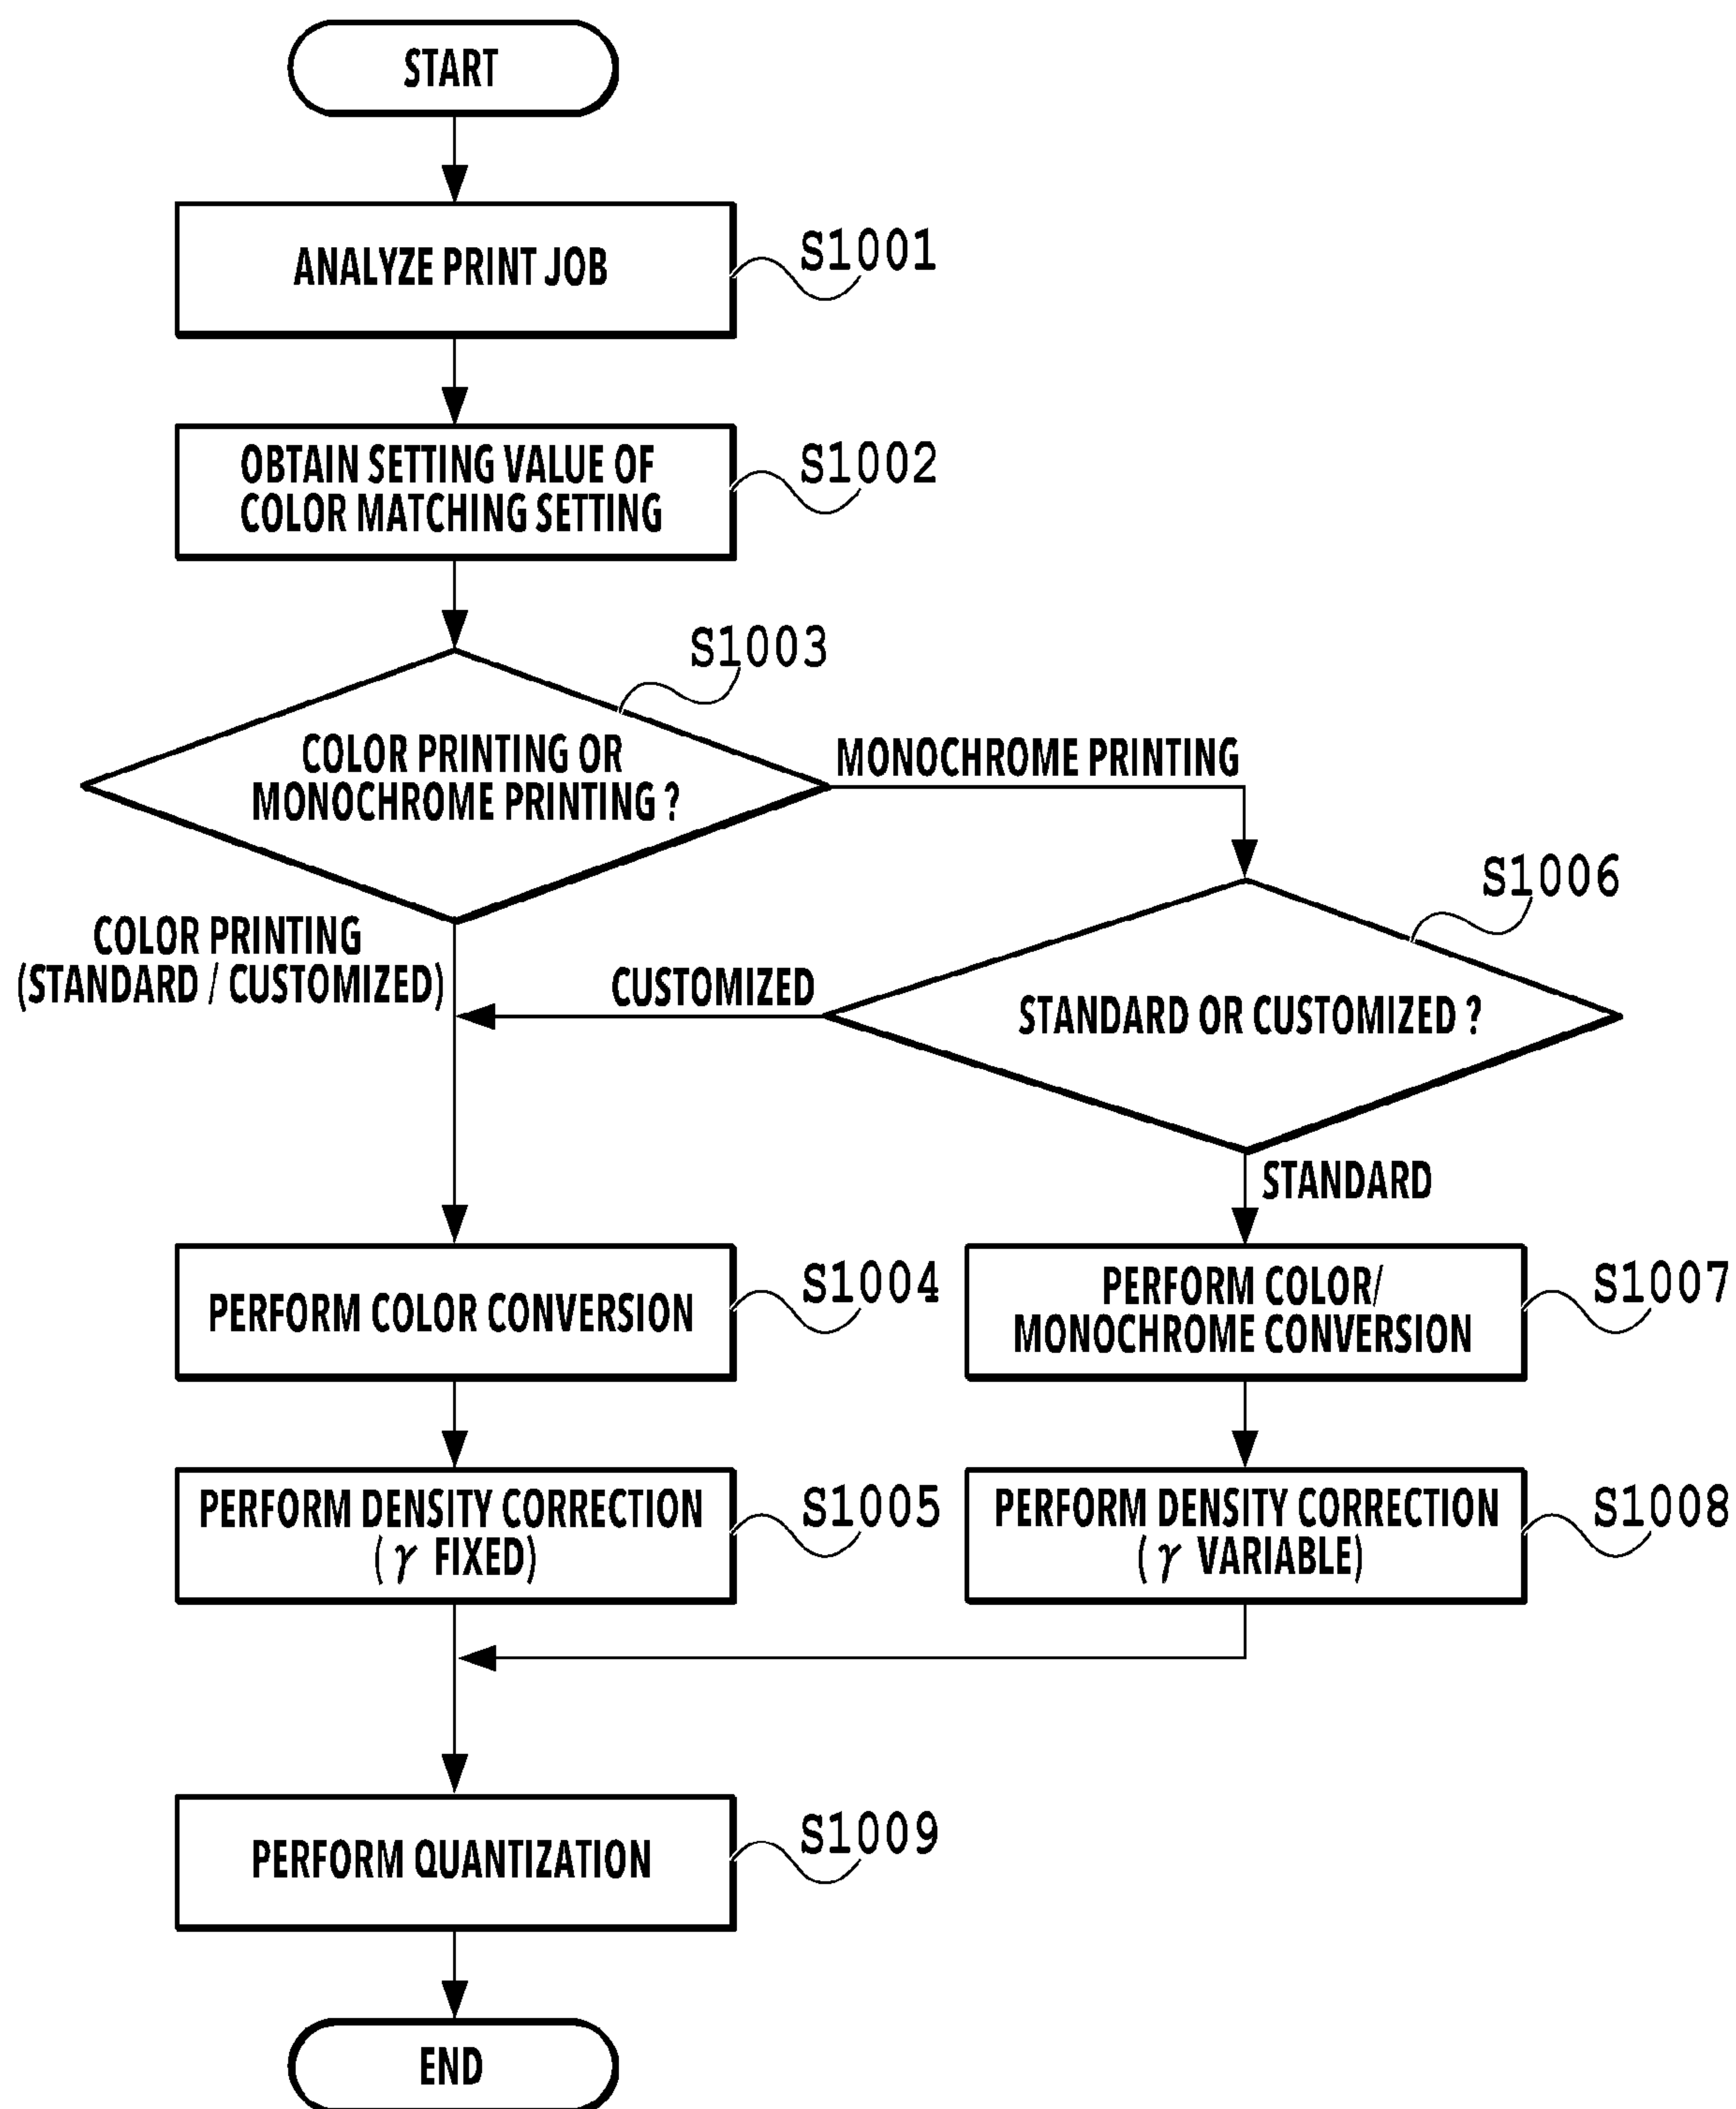 START
ANALYZE PRINT JOB
S1001
OBTAIN SETTING VALUE OF
COLOR MATCHING SETTING
S1002
S1003
COLOR PRINTING OR
MONOCHROME PRINTING ?
MONOCHROME PRINTING
S1006
COLOR PRINTING
(STANDARD / CUSTOMIZED)
CUSTOMIZED
STANDARD OR CUSTOMIZED ?
STANDARD
PERFORM COLOR CONVERSION
S1004
PERFORM COLOR/
MONOCHROME CONVERSION
S1007
PERFORM DENSITY CORRECTION
(γ FIXED)
S1005
PERFORM DENSITY CORRECTION
(γ VARIABLE)
S1008
PERFORM QUANTIZATION
S1009
END